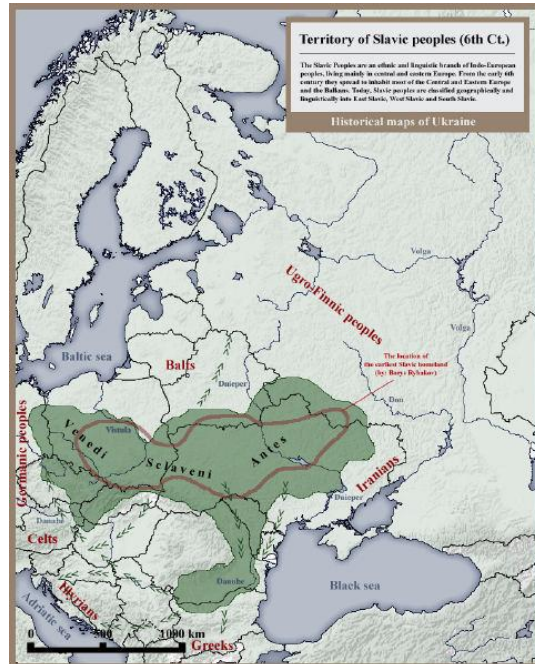 Territory of Slavic peoples (6th Ct.)
The Slavic Peoples are an ethnic and linguistic branch of Indo-European
peoples, living mainly in central and eastern Europe. From the early 6th
century they spread to inhabit most of the Central and Eastern Europe
and the Balkans. Today, Slavic peoples are classified geographically and
linguistically into East Slavic, West Slavic and South Slavic.
Historical maps of Ukraine
Volga
Ugro-Finnic peoples
Volga
Baltic sea
Balts
The location of
the earliest Slavic homeland
(by: Borys Rybakov)
Dnieper
Don
Germanic peoples
Vistula
Venedi
Sclaveni
Antes
Iranians
Dnieper
Danube
Celts
Danube
Black sea
Illyrians
Adriatic sea
0 500 1000 km
Greeks